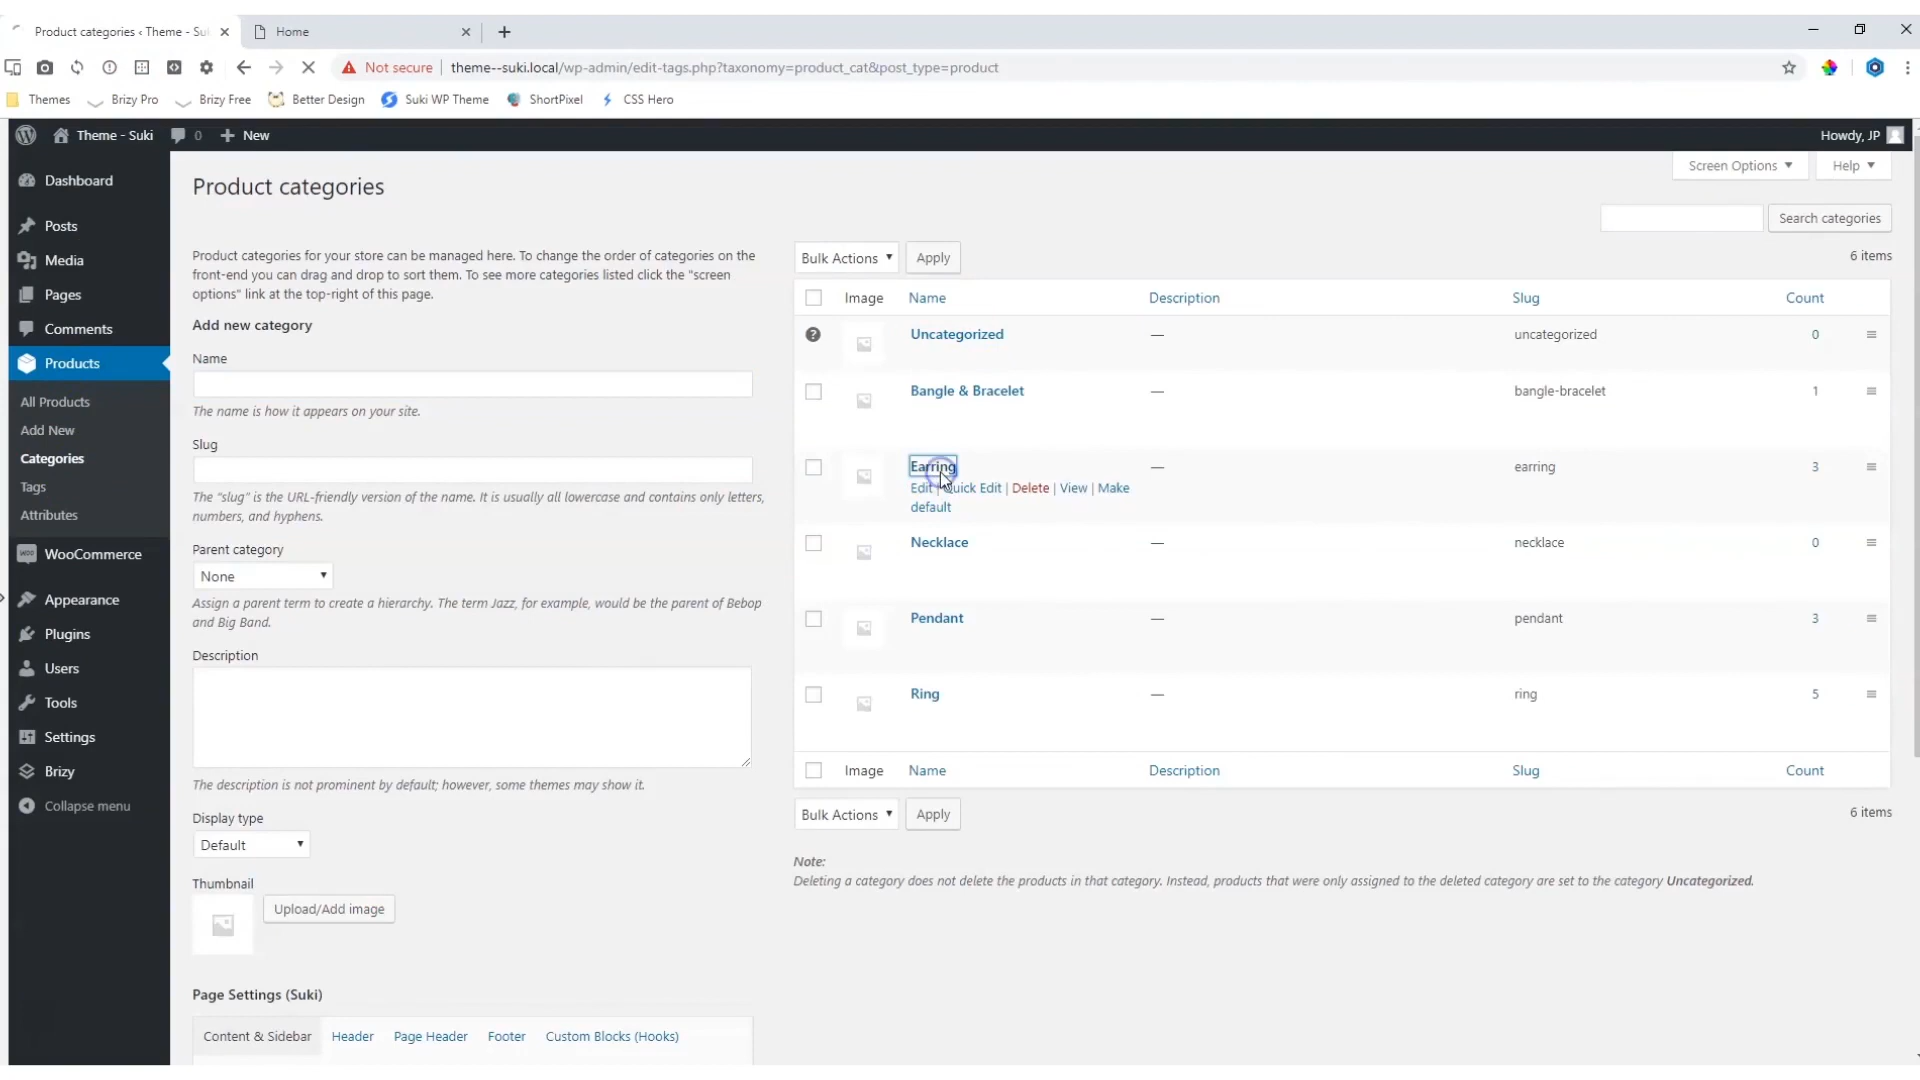 Product categories ‹ Theme - Su
Home
Not secure
theme--suki.local/wp-admin/edit-tags.php?taxonomy=product_cat&post_type=product
Themes
Brizy Pro
Brizy Free
Better Design
Suki WP Theme
ShortPixel
CSS Hero
Theme - Suki
0
New
Howdy, JP
Screen Options
Help
Dashboard
Posts
Media
Pages
Comments
Products
All Products
Add New
Categories
Tags
Attributes
WooCommerce
Appearance
Plugins
Users
Tools
Settings
Brizy
Collapse menu
Product categories
Product categories for your store can be managed here. To change the order of categories on the
front-end you can drag and drop to sort them. To see more categories listed click the "screen
options" link at the top-right of this page.
Add new category
Name
The name is how it appears on your site.
Slug
The "slug" is the URL-friendly version of the name. It is usually all lowercase and contains only letters,
numbers, and hyphens.
Parent category
None
Assign a parent term to create a hierarchy. The term Jazz, for example, would be the parent of Bebop
and Big Band.
Description
The description is not prominent by default; however, some themes may show it.
Display type
Default
Thumbnail
Upload/Add image
Page Settings (Suki)
Content & Sidebar
Header
Page Header
Footer
Custom Blocks (Hooks)
Search categories
Bulk Actions
Apply
6 items
Image Name Description Slug Count
Uncategorized — uncategorized 0
Bangle & Bracelet — bangle-bracelet 1
Earring — earring 3
Edit | Quick Edit | Delete | View | Make
default
Necklace — necklace 0
Pendant — pendant 3
Ring — ring 5
Image Name Description Slug Count
Bulk Actions
Apply
6 items
Note:
Deleting a category does not delete the products in that category. Instead, products that were only assigned to the deleted category are set to the category Uncategorized.